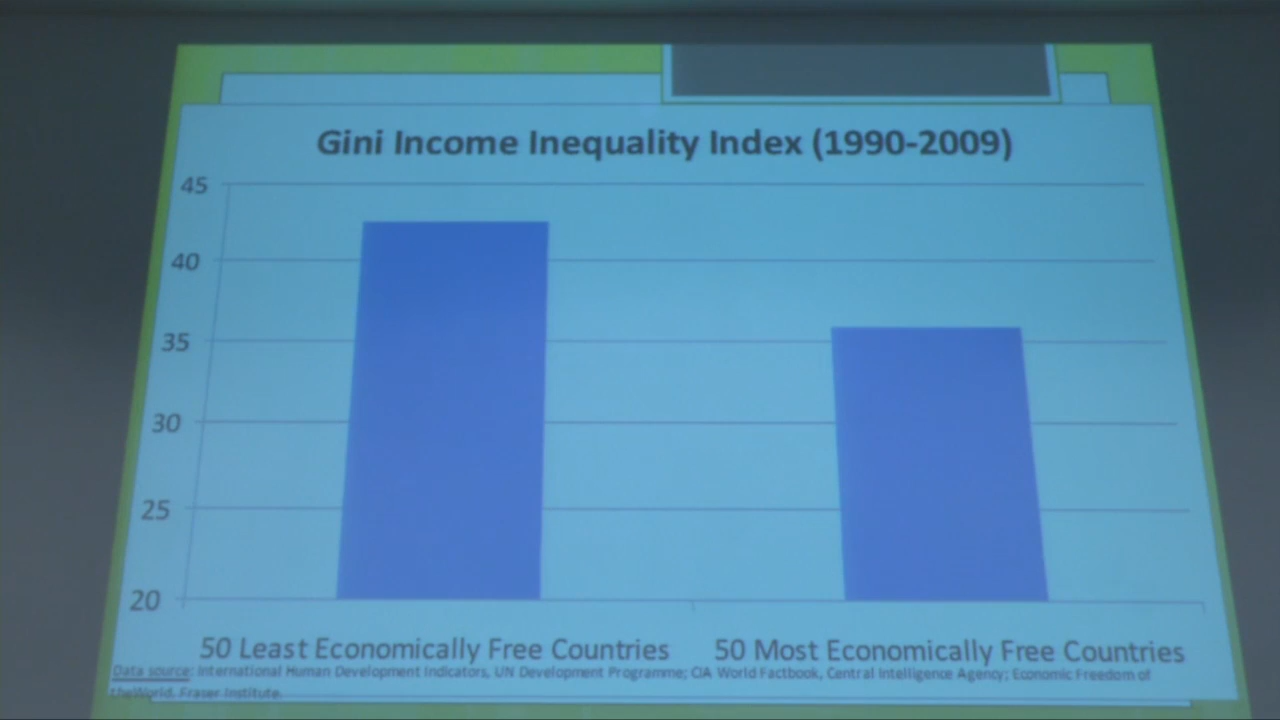 Gini Income Inequality Index (1990-2009)
45
40
35
30
25
20
50 Least Economically Free Countries
50 Most Economically Free Countries
Data source: International Human Development Indicators, UN Development Programme; CIA World Factbook, Central Intelligence Agency; Economic Freedom of
theWorld, Fraser Institute.